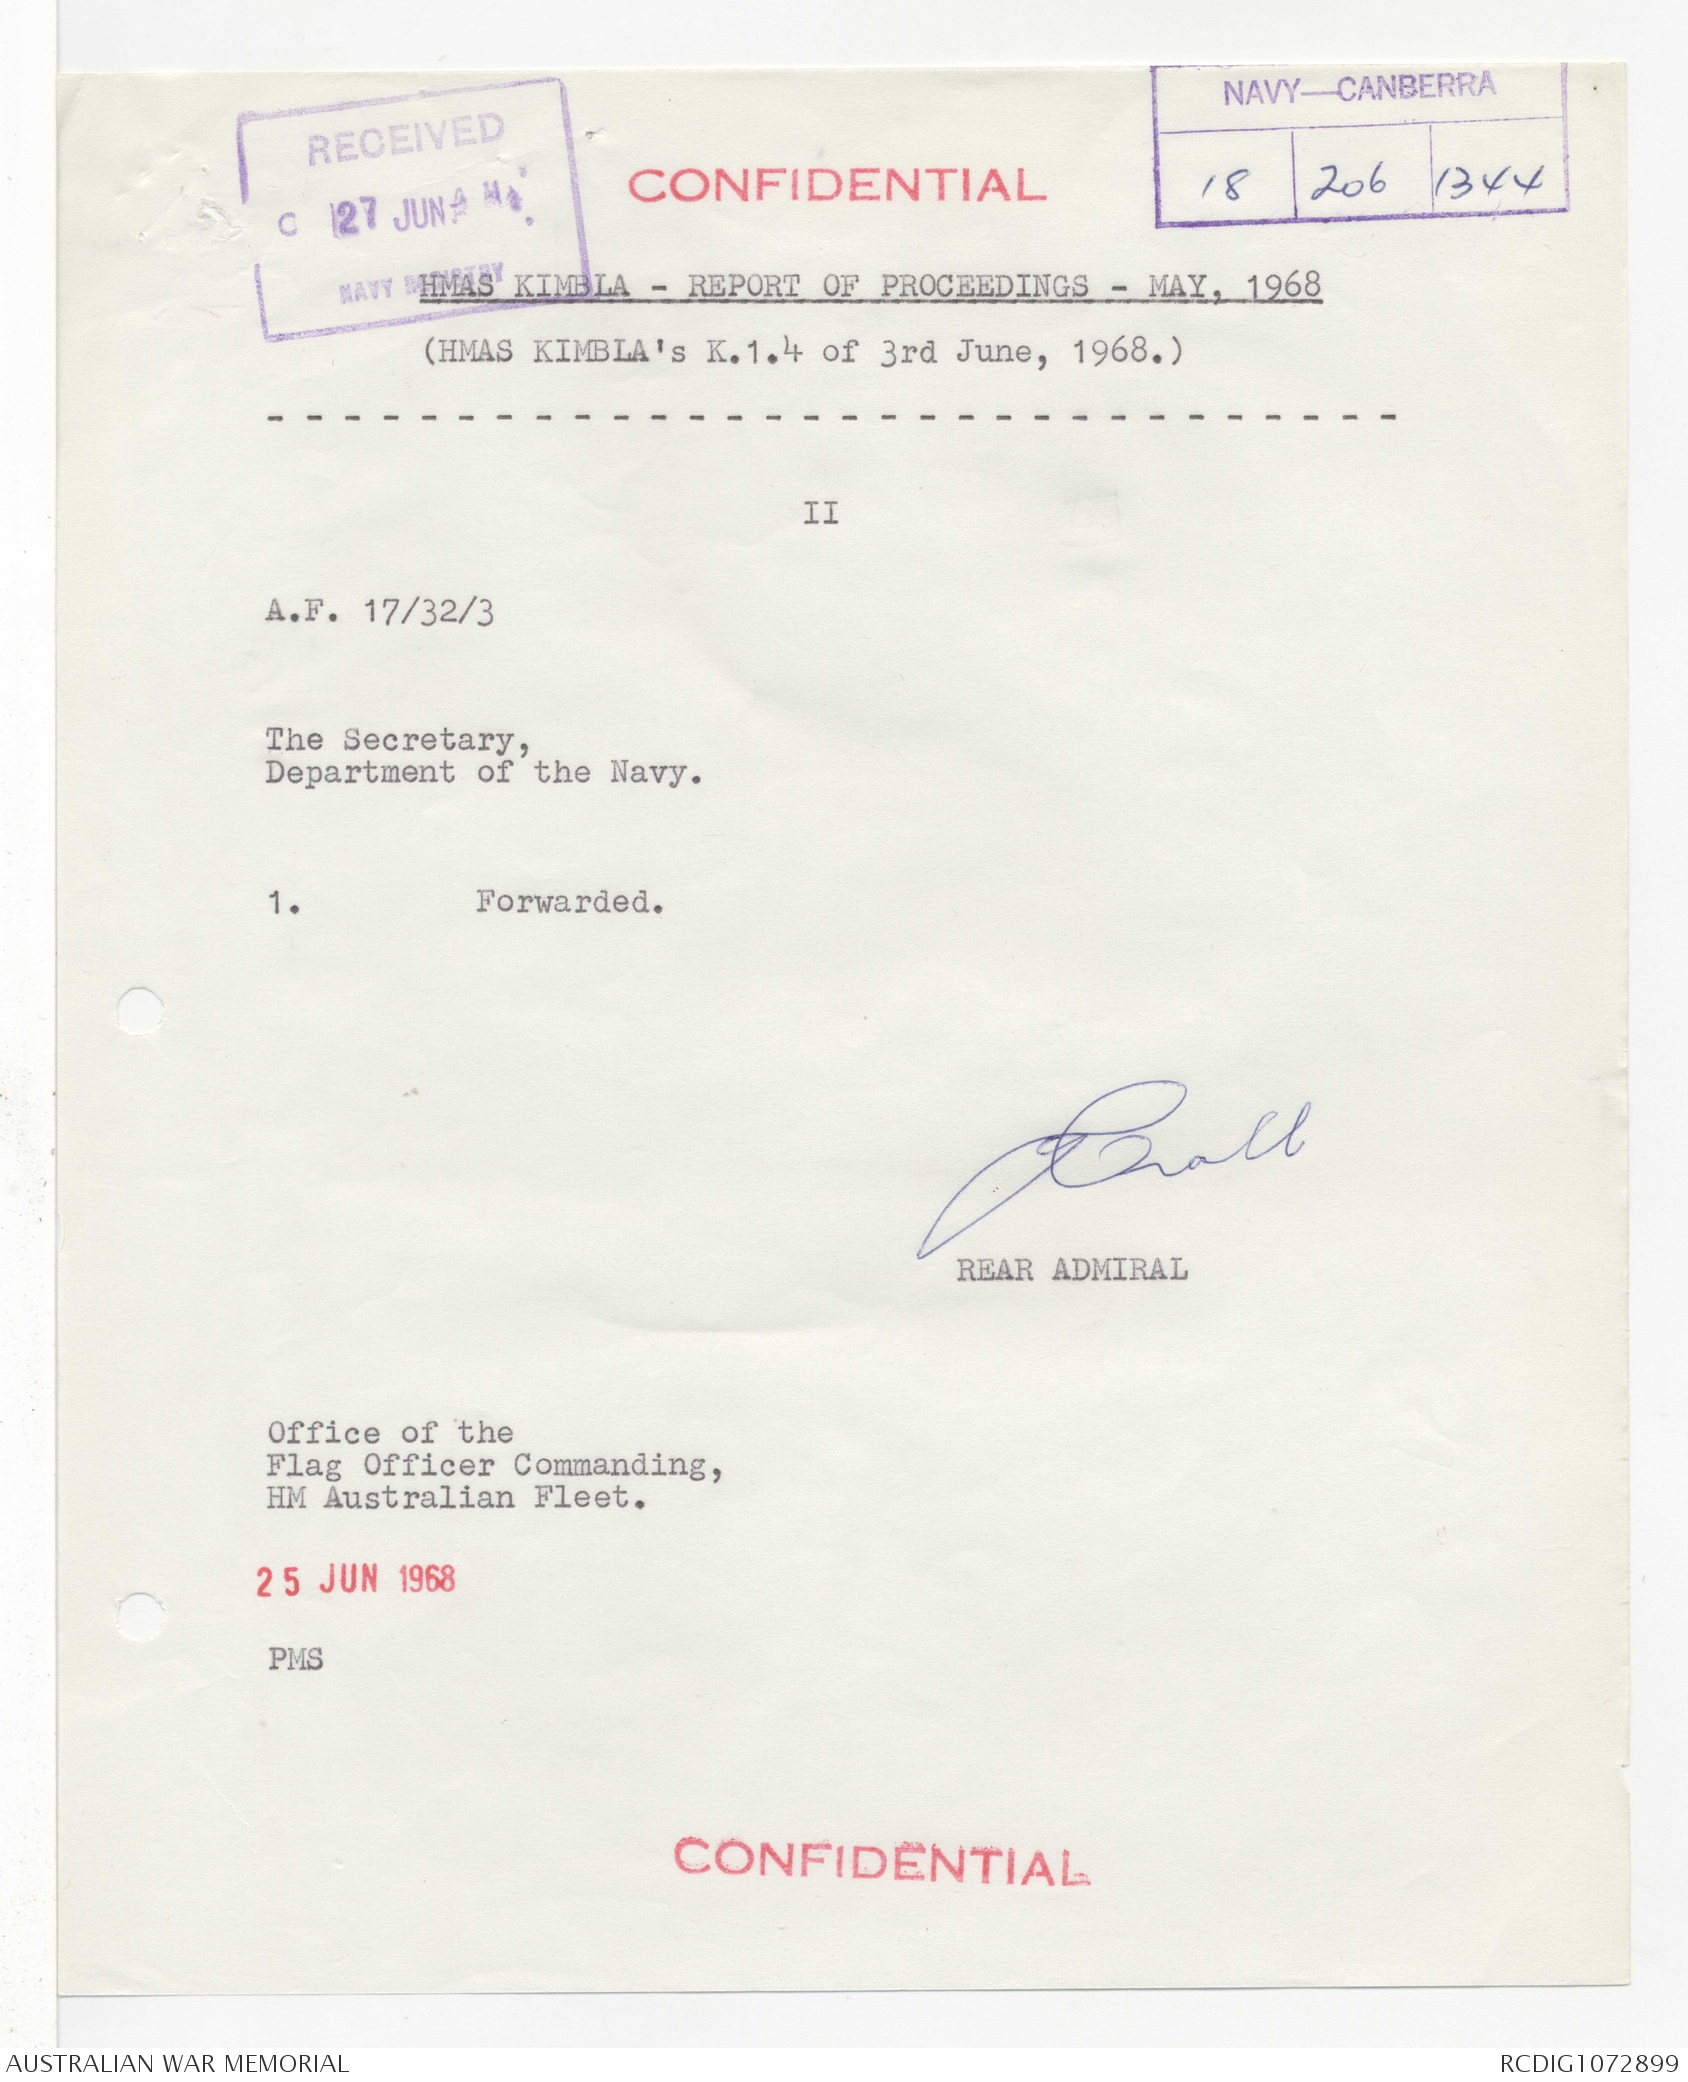 NAVY—CANBERRA
18 206 1344
RECEIVED
C 27 JUN
NAVY REGISTRY
CONFIDENTIAL
HMAS KIMBLA - REPORT OF PROCEEDINGS - MAY, 1968
(HMAS KIMBLA's K.1.4 of 3rd June, 1968.)
- - - - - - - - - - - - - - - - - - - - - - - - - - - - - -
II
A.F. 17/32/3
The Secretary,
Department of the Navy.
1. Forwarded.
REAR ADMIRAL
Office of the
Flag Officer Commanding,
HM Australian Fleet.
25 JUN 1968
PMS
CONFIDENTIAL
AUSTRALIAN WAR MEMORIAL
RCDIG1072899